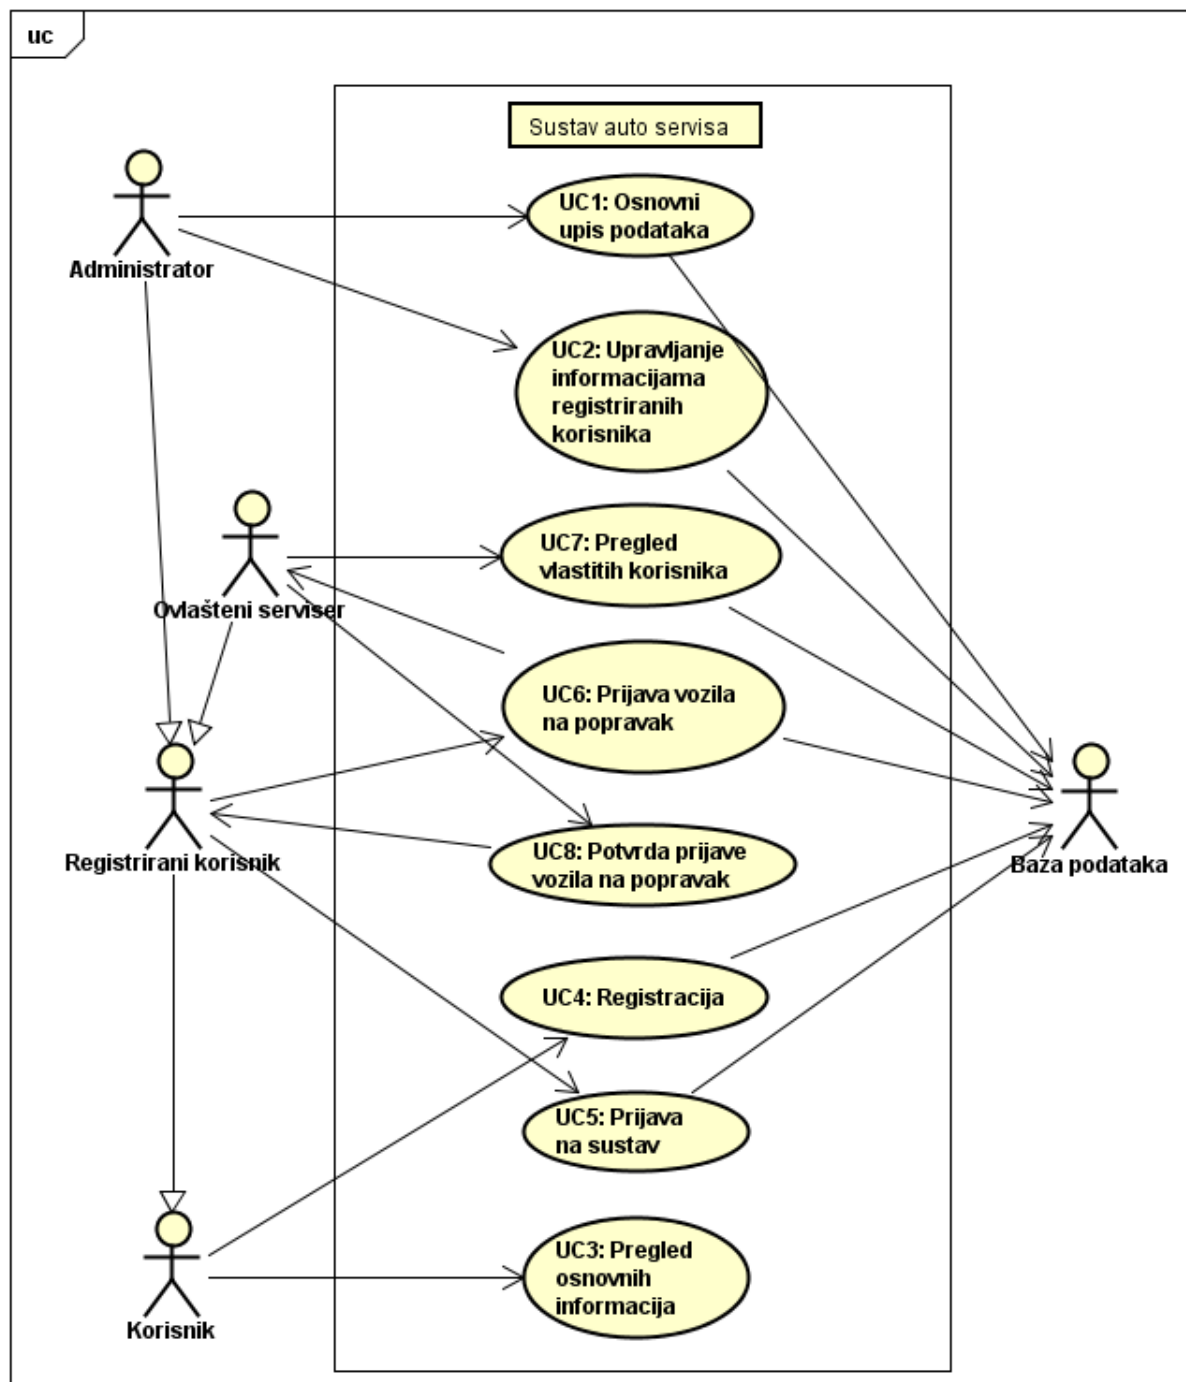 uc
Sustav auto servisa
Administrator
UC1: Osnovni
upis podataka
UC2: Upravljanje
informacijama
registriranih
korisnika
Ovlašteni serviser
UC7: Pregled
vlastitih korisnika
UC6: Prijava vozila
na popravak
Registrirani korisnik
UC8: Potvrda prijave
vozila na popravak
Baza podataka
UC4: Registracija
UC5: Prijava
na sustav
Korisnik
UC3: Pregled
osnovnih
informacija